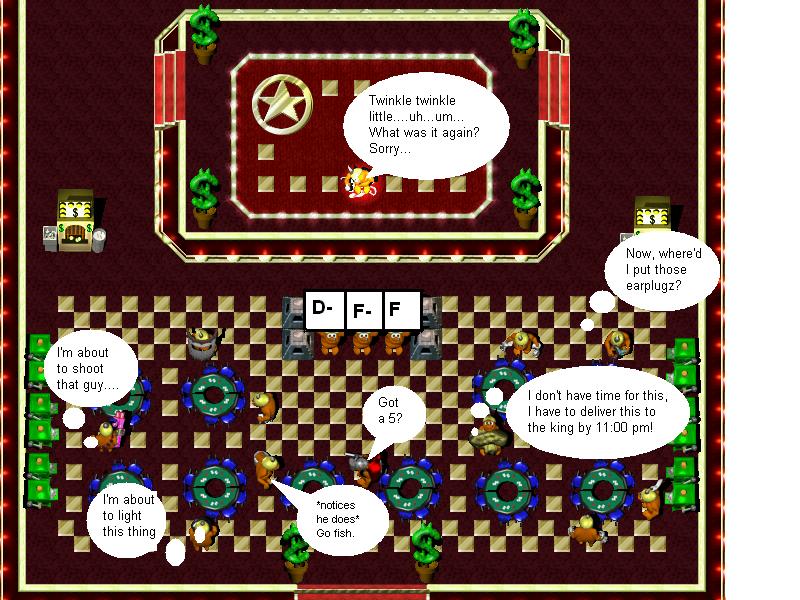 Twinkle twinkle
little....uh...um...
What was it again?
Sorry...
Now, where'd
I put those
earplugz?
D- F- F
I'm about
to shoot
that guy....
Got
a 5?
I don't have time for this,
I have to deliver this to
the king by 11:00 pm!
I'm about
to light
this thing
*notices
he does*
Go fish.